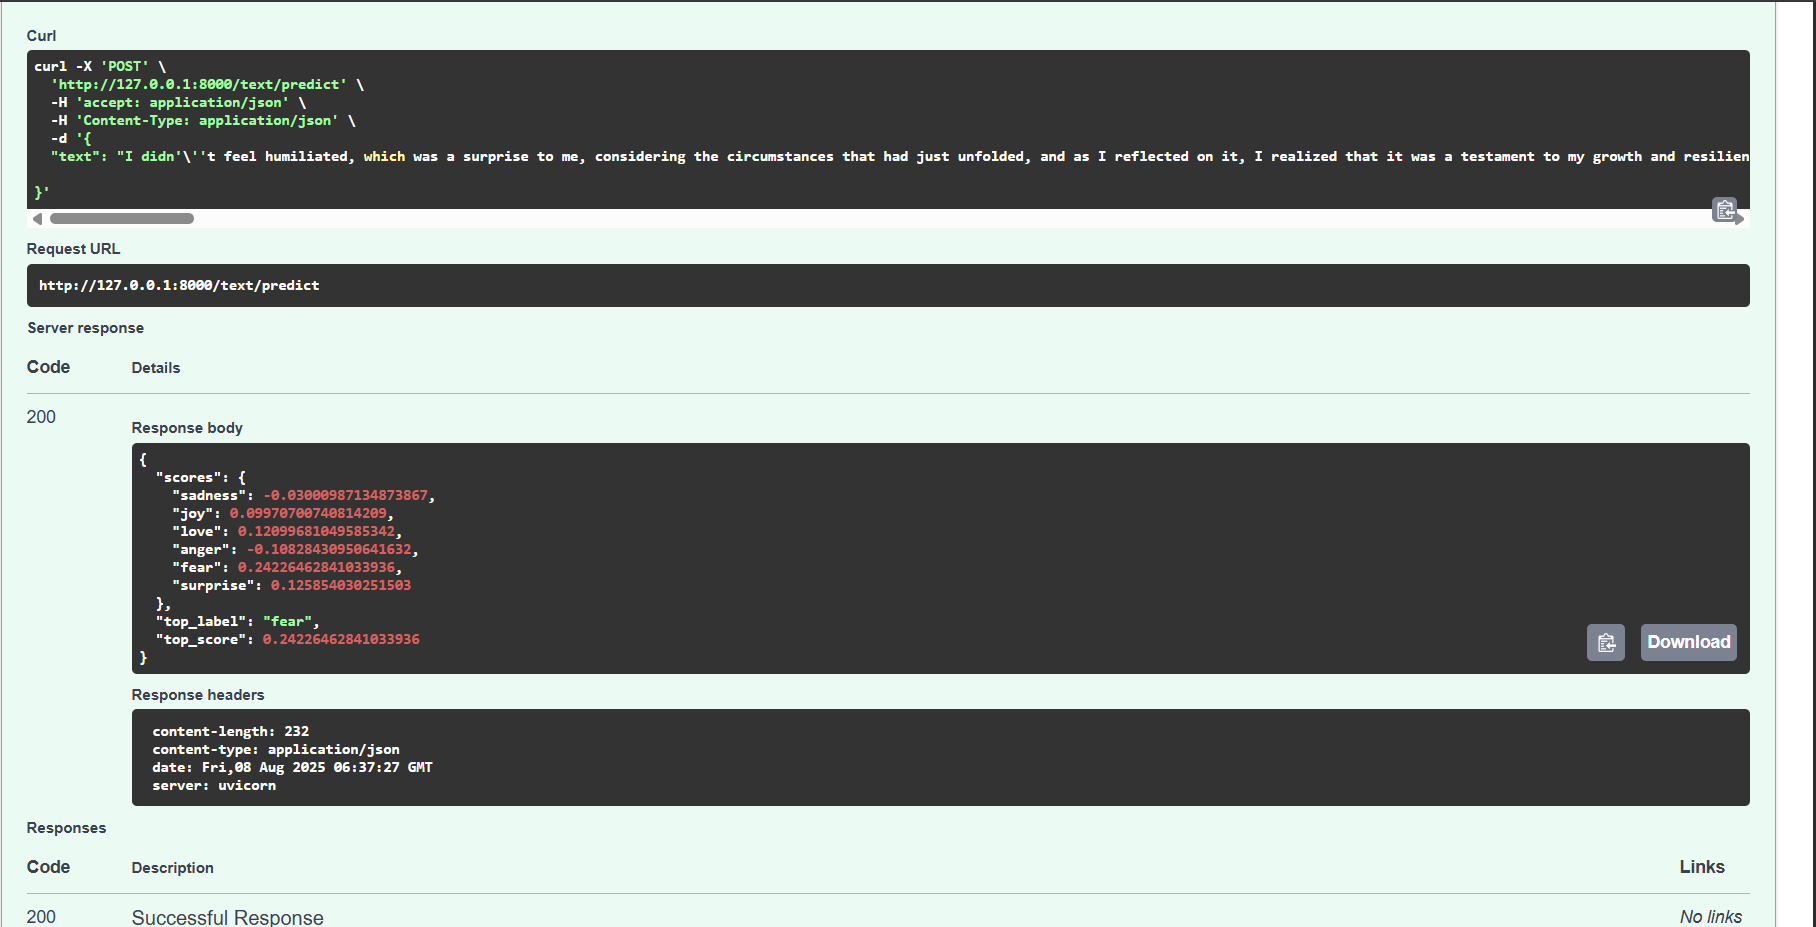 Curl
curl -X 'POST' \
'http://127.0.0.1:8000/text/predict' \
-H 'accept: application/json' \
-H 'Content-Type: application/json' \
-d '{
"text": "I didn'\''t feel humiliated, which was a surprise to me, considering the circumstances that had just unfolded, and as I reflected on it, I realized that it was a testament to my growth and resilien
}'
Request URL
http://127.0.0.1:8000/text/predict
Server response
Code Details
200
Response body
{
"scores": {
"sadness": -0.03000987134873867,
"joy": 0.09970700740814209,
"love": 0.12099681049585342,
"anger": -0.10828430950641632,
"fear": 0.24226462841033936,
"surprise": 0.125854030251503
},
"top_label": "fear",
"top_score": 0.24226462841033936
}
Download
Response headers
content-length: 232
content-type: application/json
date: Fri,08 Aug 2025 06:37:27 GMT
server: uvicorn
Responses
Code Description Links
200 Successful Response No links